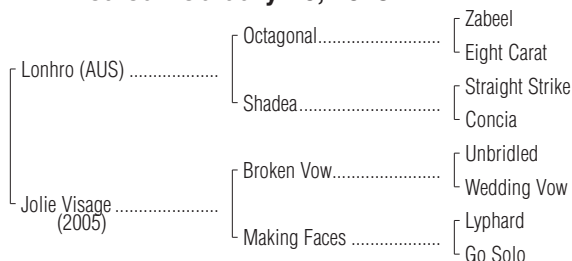 Zabeel
Octagonal
Eight Carat
Lonhro (AUS)
Straight Strike
Shadea
Concia
Unbridled
Broken Vow
Wedding Vow
Jolie Visage
(2005)
Lyphard
Making Faces
Go Solo